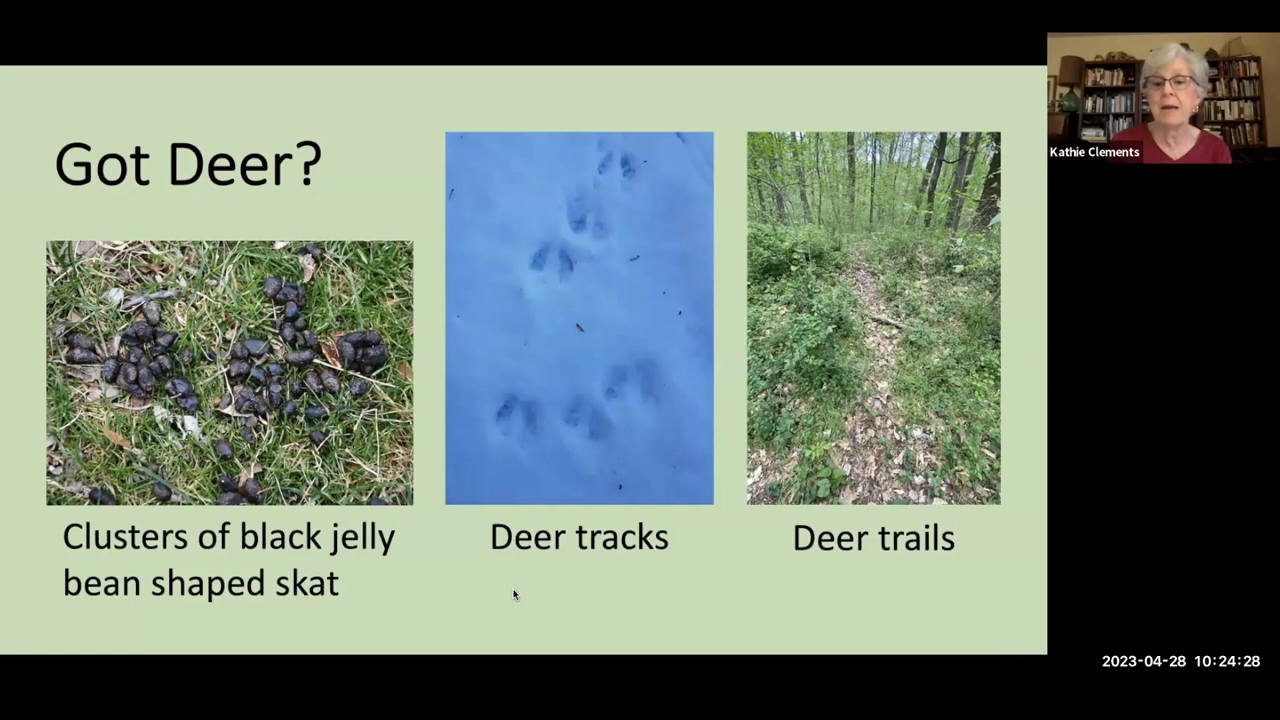 Got Deer?
Clusters of black jelly
bean shaped skat
Deer tracks
Deer trails
Kathie Clements
2023-04-28 10:24:28